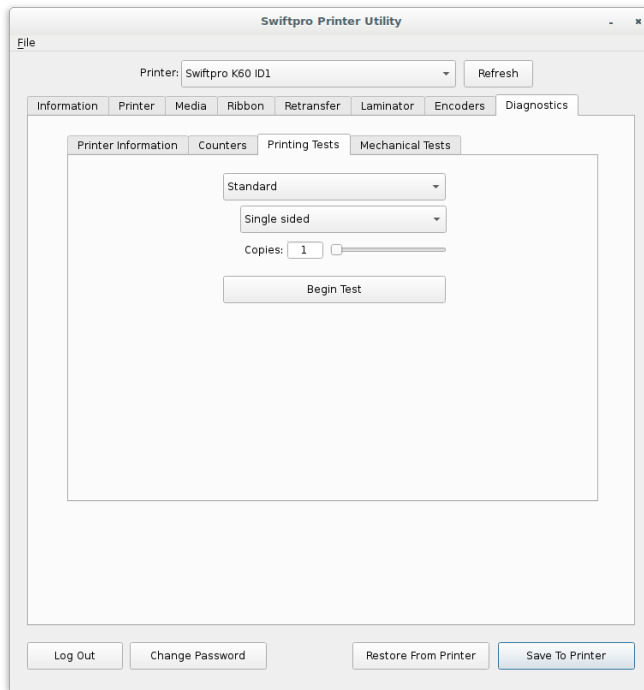 Swiftpro Printer Utility
File
Printer: Swiftpro K60 ID1 Refresh
Information Printer Media Ribbon Retransfer Laminator Encoders Diagnostics
Printer Information Counters Printing Tests Mechanical Tests
Standard
Single sided
Copies: 1
Begin Test
Log Out Change Password Restore From Printer Save To Printer